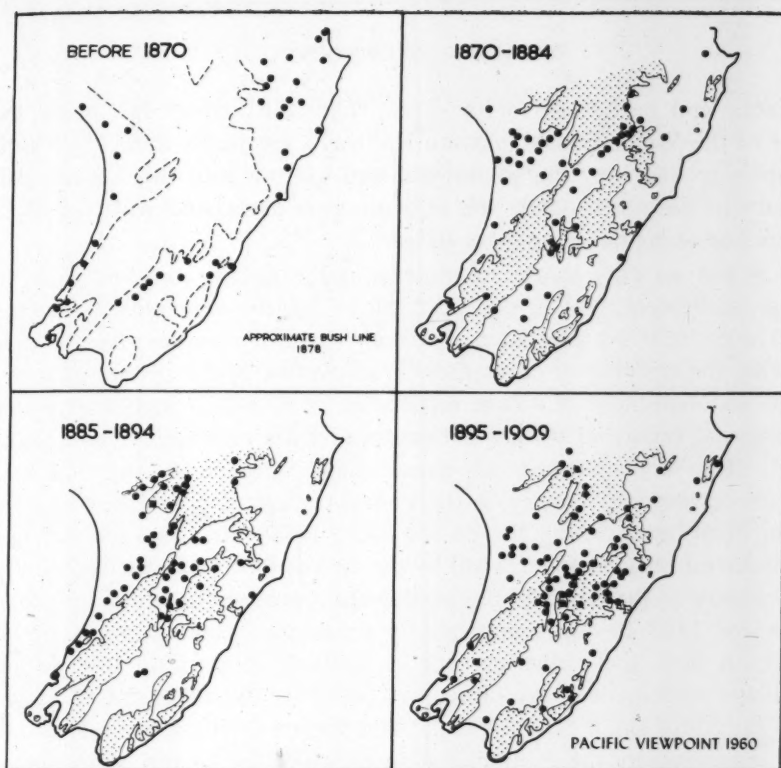 BEFORE 1870
APPROXIMATE BUSH LINE
1878
1870-1884
1885-1894
1895-1909
PACIFIC VIEWPOINT 1960